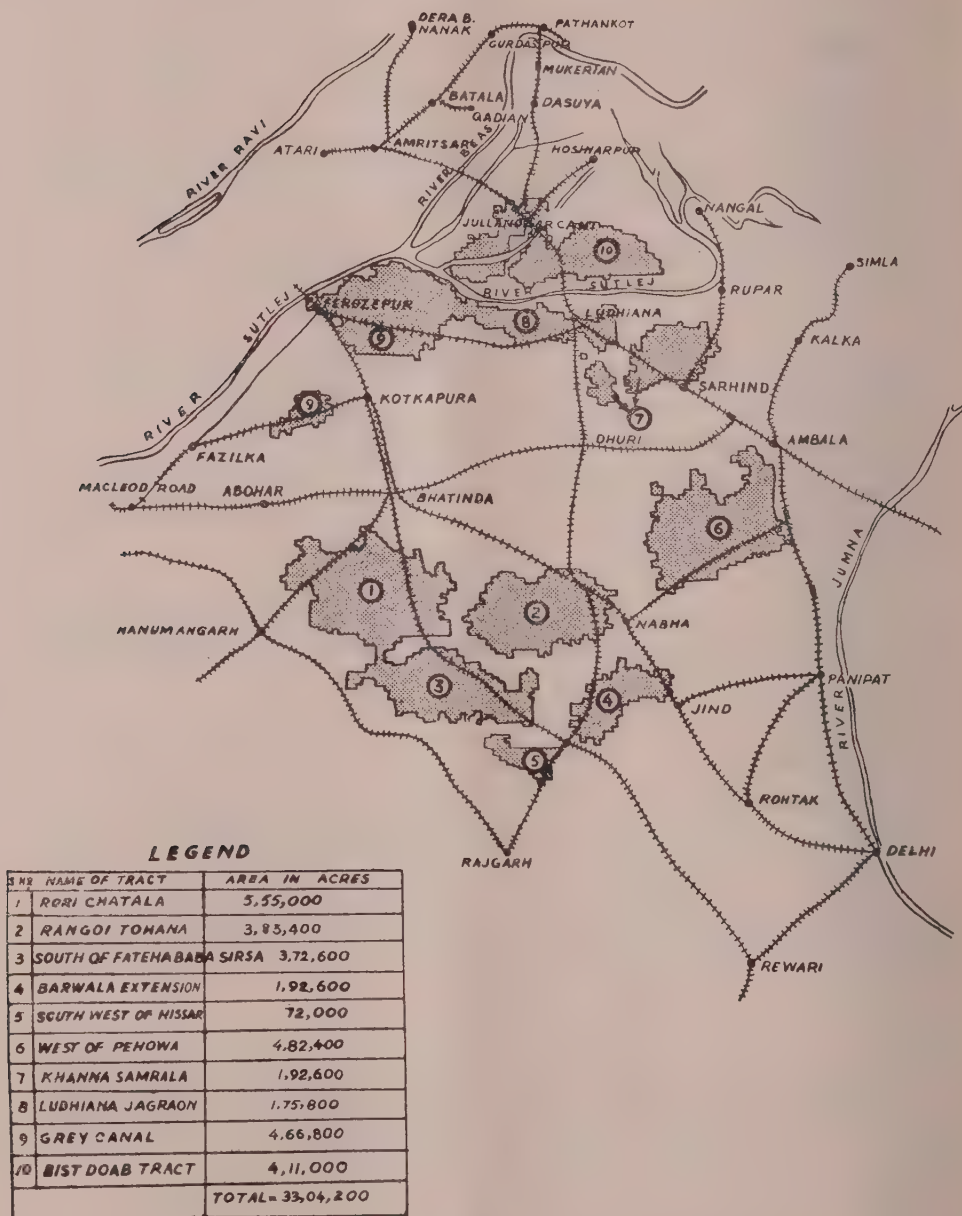 DERA B.
NANAK
PATHANKOT
GURDASPUR
MUKERIAN
BATALA
QADIAN
DASUYA
RIVER RAVI
ATARI
AMRITSAR
RIVER BEAS
HOSHIARPUR
NANGAL
JULLANDHAR CANT
10
SIMLA
RIVER SUTLEJ
RUPAR
RIVER SUTLEJ
FEROZEPUR
8
LUDHIANA
9
KALKA
SARHIND
9
KOTKAPURA
7
DHURI
AMBALA
FAZILKA
MACLEOD ROAD
ABOHAR
BHATINDA
6
RIVER JUMNA
1
2
HANUMANGARH
NABHA
3
4
JIND
PANIPAT
5
ROHTAK
RAJGARH
DELHI
REWARI
LEGEND
S No NAME OF TRACT AREA IN ACRES
1 RORI CHATALA 5,55,000
2 RANGOI TOHANA 3,83,400
3 SOUTH OF FATEHABABA SIRSA 3,72,600
4 BARWALA EXTENSION 1,92,600
5 SOUTH WEST OF HISSAR 72,000
6 WEST OF PEHOWA 4,82,400
7 KHANNA SAMRALA 1,92,600
8 LUDHIANA JAGRAON 1,75,800
9 GREY CANAL 4,66,800
10 BIST DOAB TRACT 4,11,000
TOTAL = 33,04,200